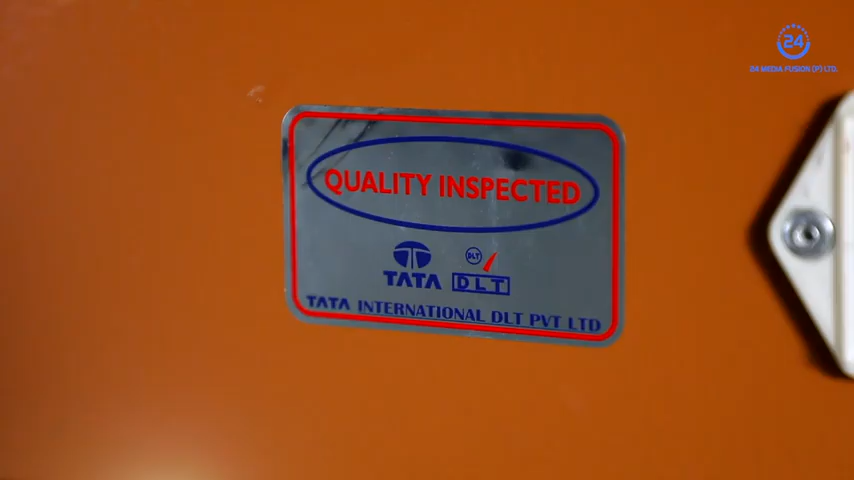 24
24 MEDIA FUSION (P) LTD.
QUALITY INSPECTED
TATA
DLT
DLT
TATA INTERNATIONAL DLT PVT LTD